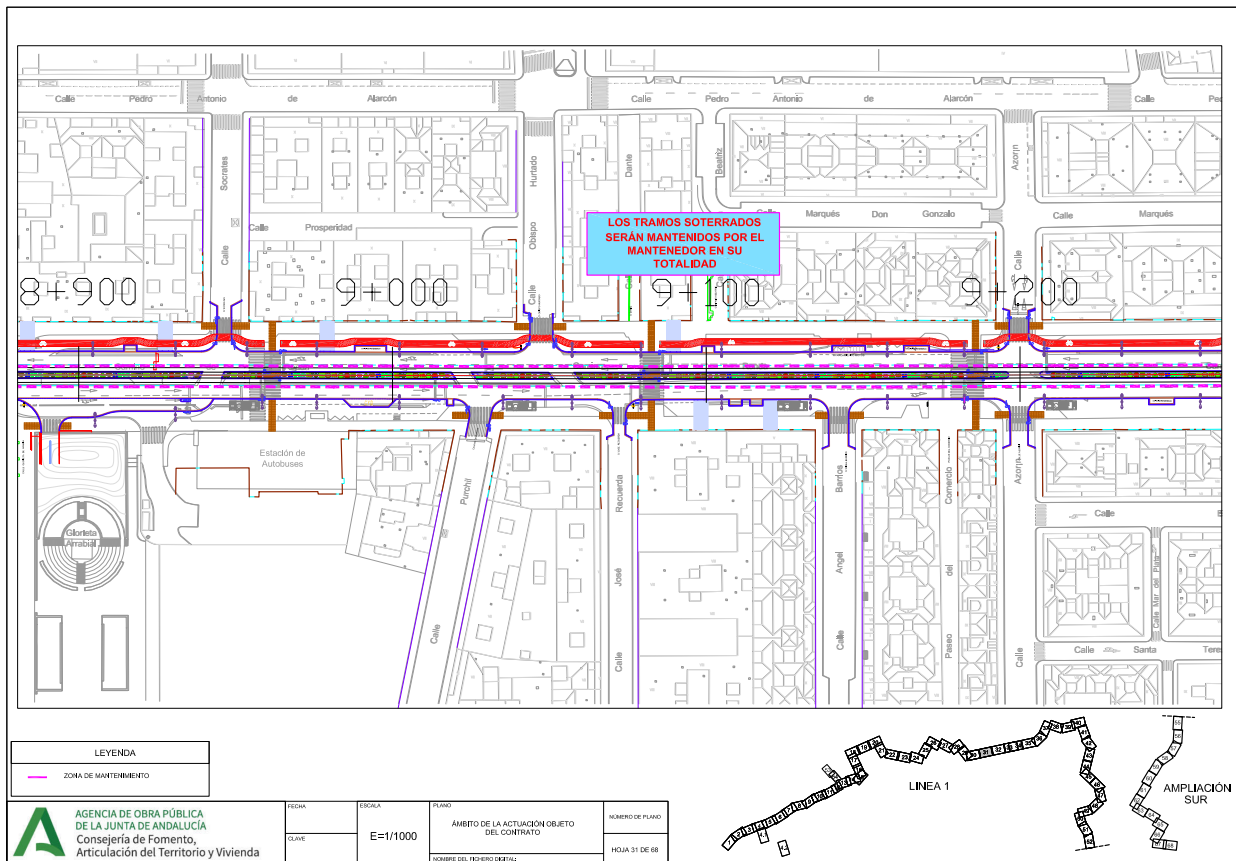 Calle Pedro Antonio de Alarcón
Calle Pedro Antonio de Alarcón
Calle Pe
Calle Socrates
Calle Obispo Hurtado
Dante
Beatriz
Calle Azorín
Calle Prosperidad
Marqués Don Gonzalo
Calle Marqués
LOS TRAMOS SOTERRADOS
SERÁN MANTENIDOS POR EL
MANTENEDOR EN SU
TOTALIDAD
8+900
9+000
9+100
9+200
Estación de
Autobuses
Glorieta
Arrabial
Calle Purchil
Calle José Recuerda
Calle Angel Barrios
Paseo del Comercio
Calle Azorín
Calle
Calle Mar del Plata
Calle Santa Tere
LEYENDA
ZONA DE MANTENIMIENTO
AGENCIA DE OBRA PÚBLICA
DE LA JUNTA DE ANDALUCÍA
Consejería de Fomento,
Articulación del Territorio y Vivienda
FECHA
CLAVE
ESCALA
E=1/1000
PLANO
ÁMBITO DE LA ACTUACIÓN OBJETO
DEL CONTRATO
NOMBRE DEL FICHERO DIGITAL:
NÚMERO DE PLANO
HOJA 31 DE 68
LINEA 1
AMPLIACIÓN
SUR